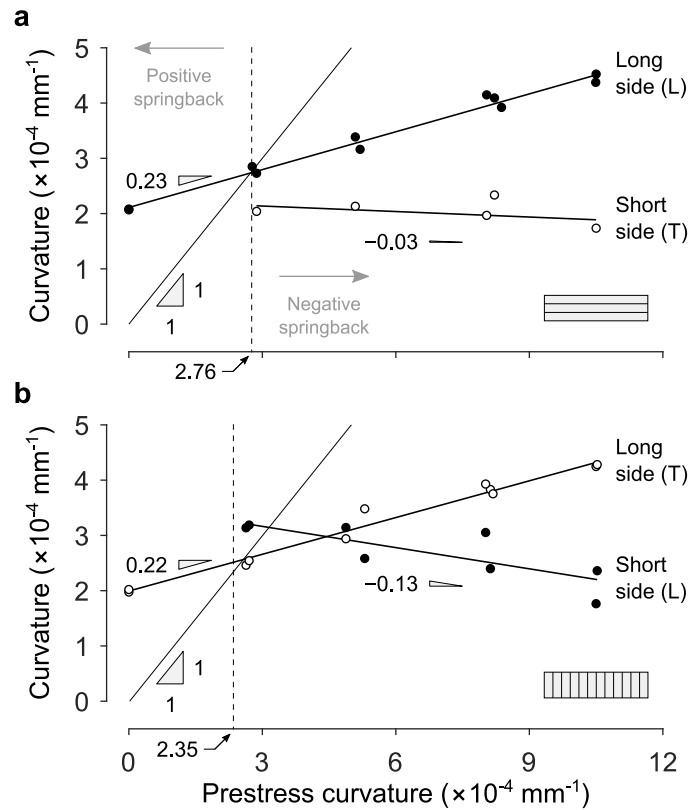 a
5
4
3
2
1
0
Curvature (×10⁻⁴ mm⁻¹)
Positive
springback
Long
side (L)
0.23
Short
side (T)
−0.03
1
1
Negative
springback
2.76
b
5
4
3
2
1
0
Curvature (×10⁻⁴ mm⁻¹)
Long
side (T)
0.22
−0.13
Short
side (L)
1
1
2.35
0 3 6 9 12
Prestress curvature (×10⁻⁴ mm⁻¹)